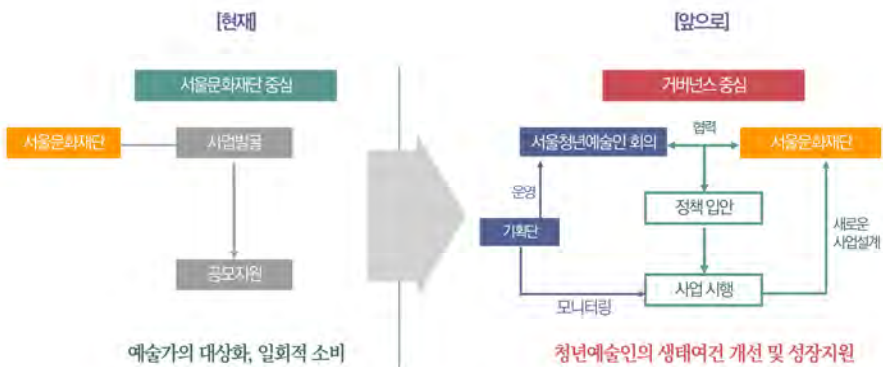 [현재]
서울문화재단 중심
서울문화재단
사업발굴
공모지원
예술가의 대상화, 일회적 소비
[앞으로]
거버넌스 중심
서울청년예술인 회의
협력
서울문화재단
운영
정책 입안
기획단
새로운
사업설계
사업 시행
모니터링
청년예술인의 생태여건 개선 및 성장지원